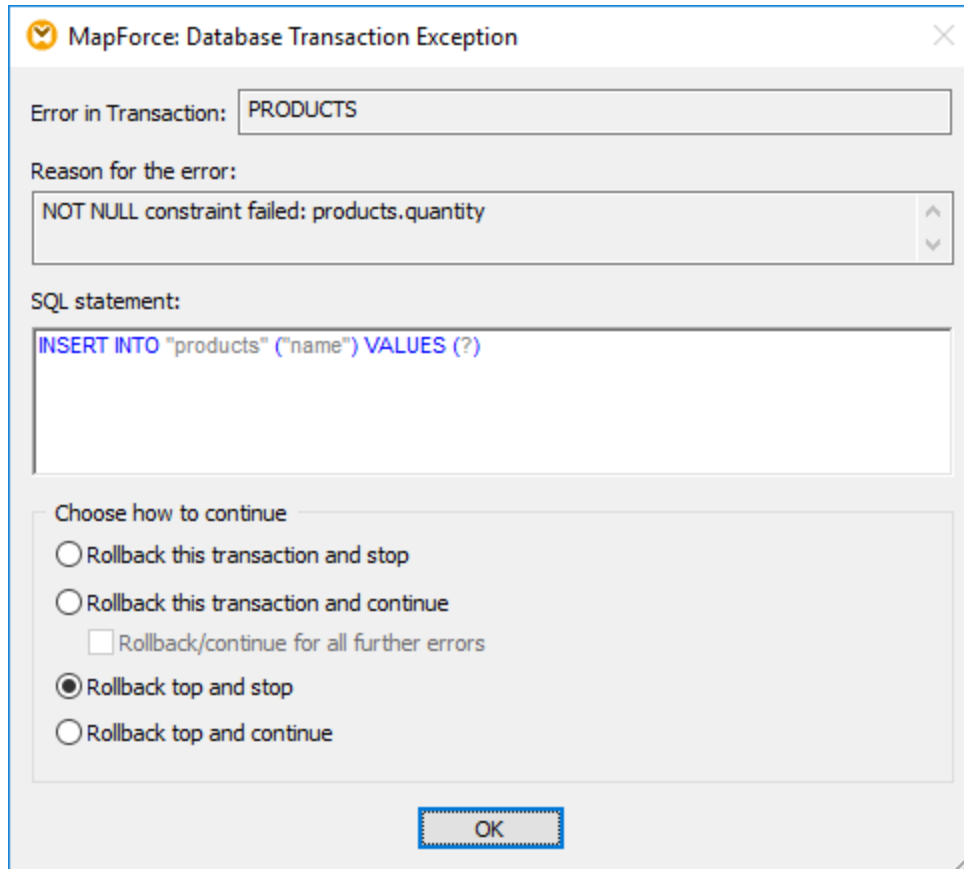 MapForce: Database Transaction Exception
Error in Transaction: PRODUCTS
Reason for the error:
NOT NULL constraint failed: products.quantity
SQL statement:
INSERT INTO "products" ("name") VALUES (?)
Choose how to continue
Rollback this transaction and stop
Rollback this transaction and continue
Rollback/continue for all further errors
Rollback top and stop
Rollback top and continue
OK